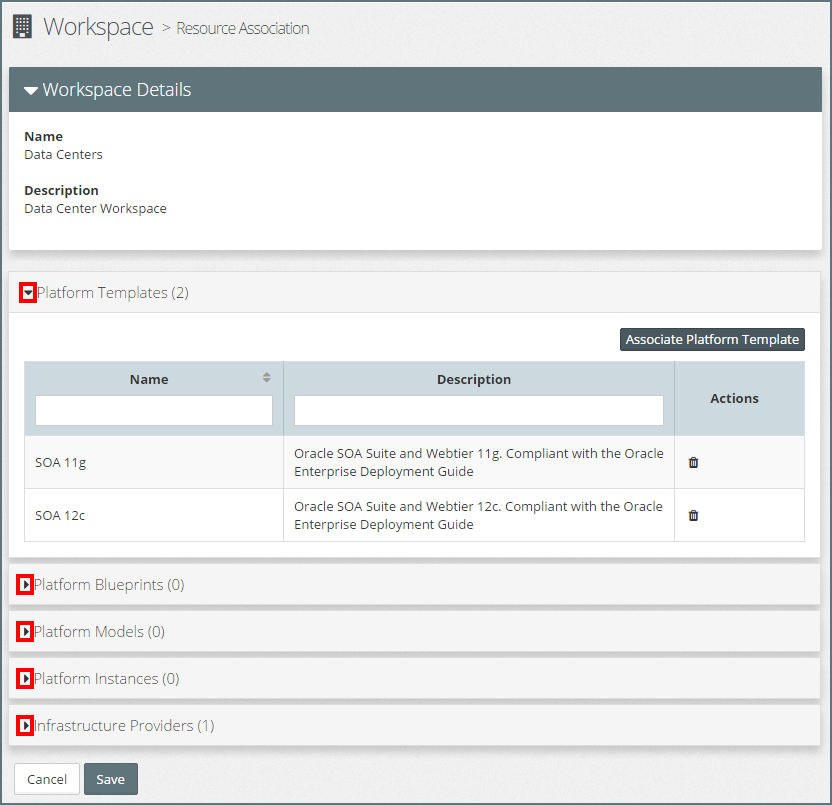 Workspace > Resource Association
Workspace Details
Name
Data Centers
Description
Data Center Workspace
Platform Templates (2)
Associate Platform Template
Name Description Actions
SOA 11g
Oracle SOA Suite and Webtier 11g. Compliant with the Oracle
Enterprise Deployment Guide
SOA 12c
Oracle SOA Suite and Webtier 12c. Compliant with the Oracle
Enterprise Deployment Guide
Platform Blueprints (0)
Platform Models (0)
Platform Instances (0)
Infrastructure Providers (1)
Cancel Save